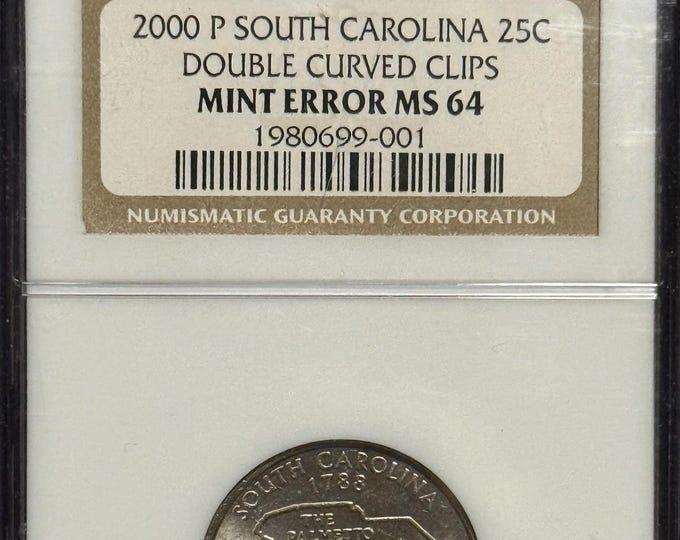 2000 P SOUTH CAROLINA 25C
DOUBLE CURVED CLIPS
MINT ERROR MS 64
1980699-001
NUMISMATIC GUARANTY CORPORATION
SOUTH CAROLINA
1788
THE
PALMETTO